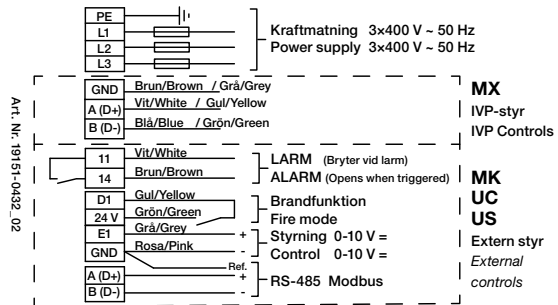 PE
L1
L2
L3
Kraftmatning 3×400 V ~ 50 Hz
Power supply 3×400 V ~ 50 Hz
GND Brun/Brown / Grå/Grey
A (D+) Vit/White / Gul/Yellow
B (D-) Blå/Blue / Grön/Green
MX
IVP-styr
IVP Controls
Art. Nr. 19151-0432_02
11 Vit/White
14 Brun/Brown
LARM (Bryter vid larm)
ALARM (Opens when triggered)
D1 Gul/Yellow
24 V Grön/Green
Brandfunktion
Fire mode
E1 Grå/Grey +
GND Rosa/Pink -
Styrning 0-10 V =
Control 0-10 V =
Ref.
A (D+) +
B (D-) -
RS-485 Modbus
MK
UC
US
Extern styr
External
controls